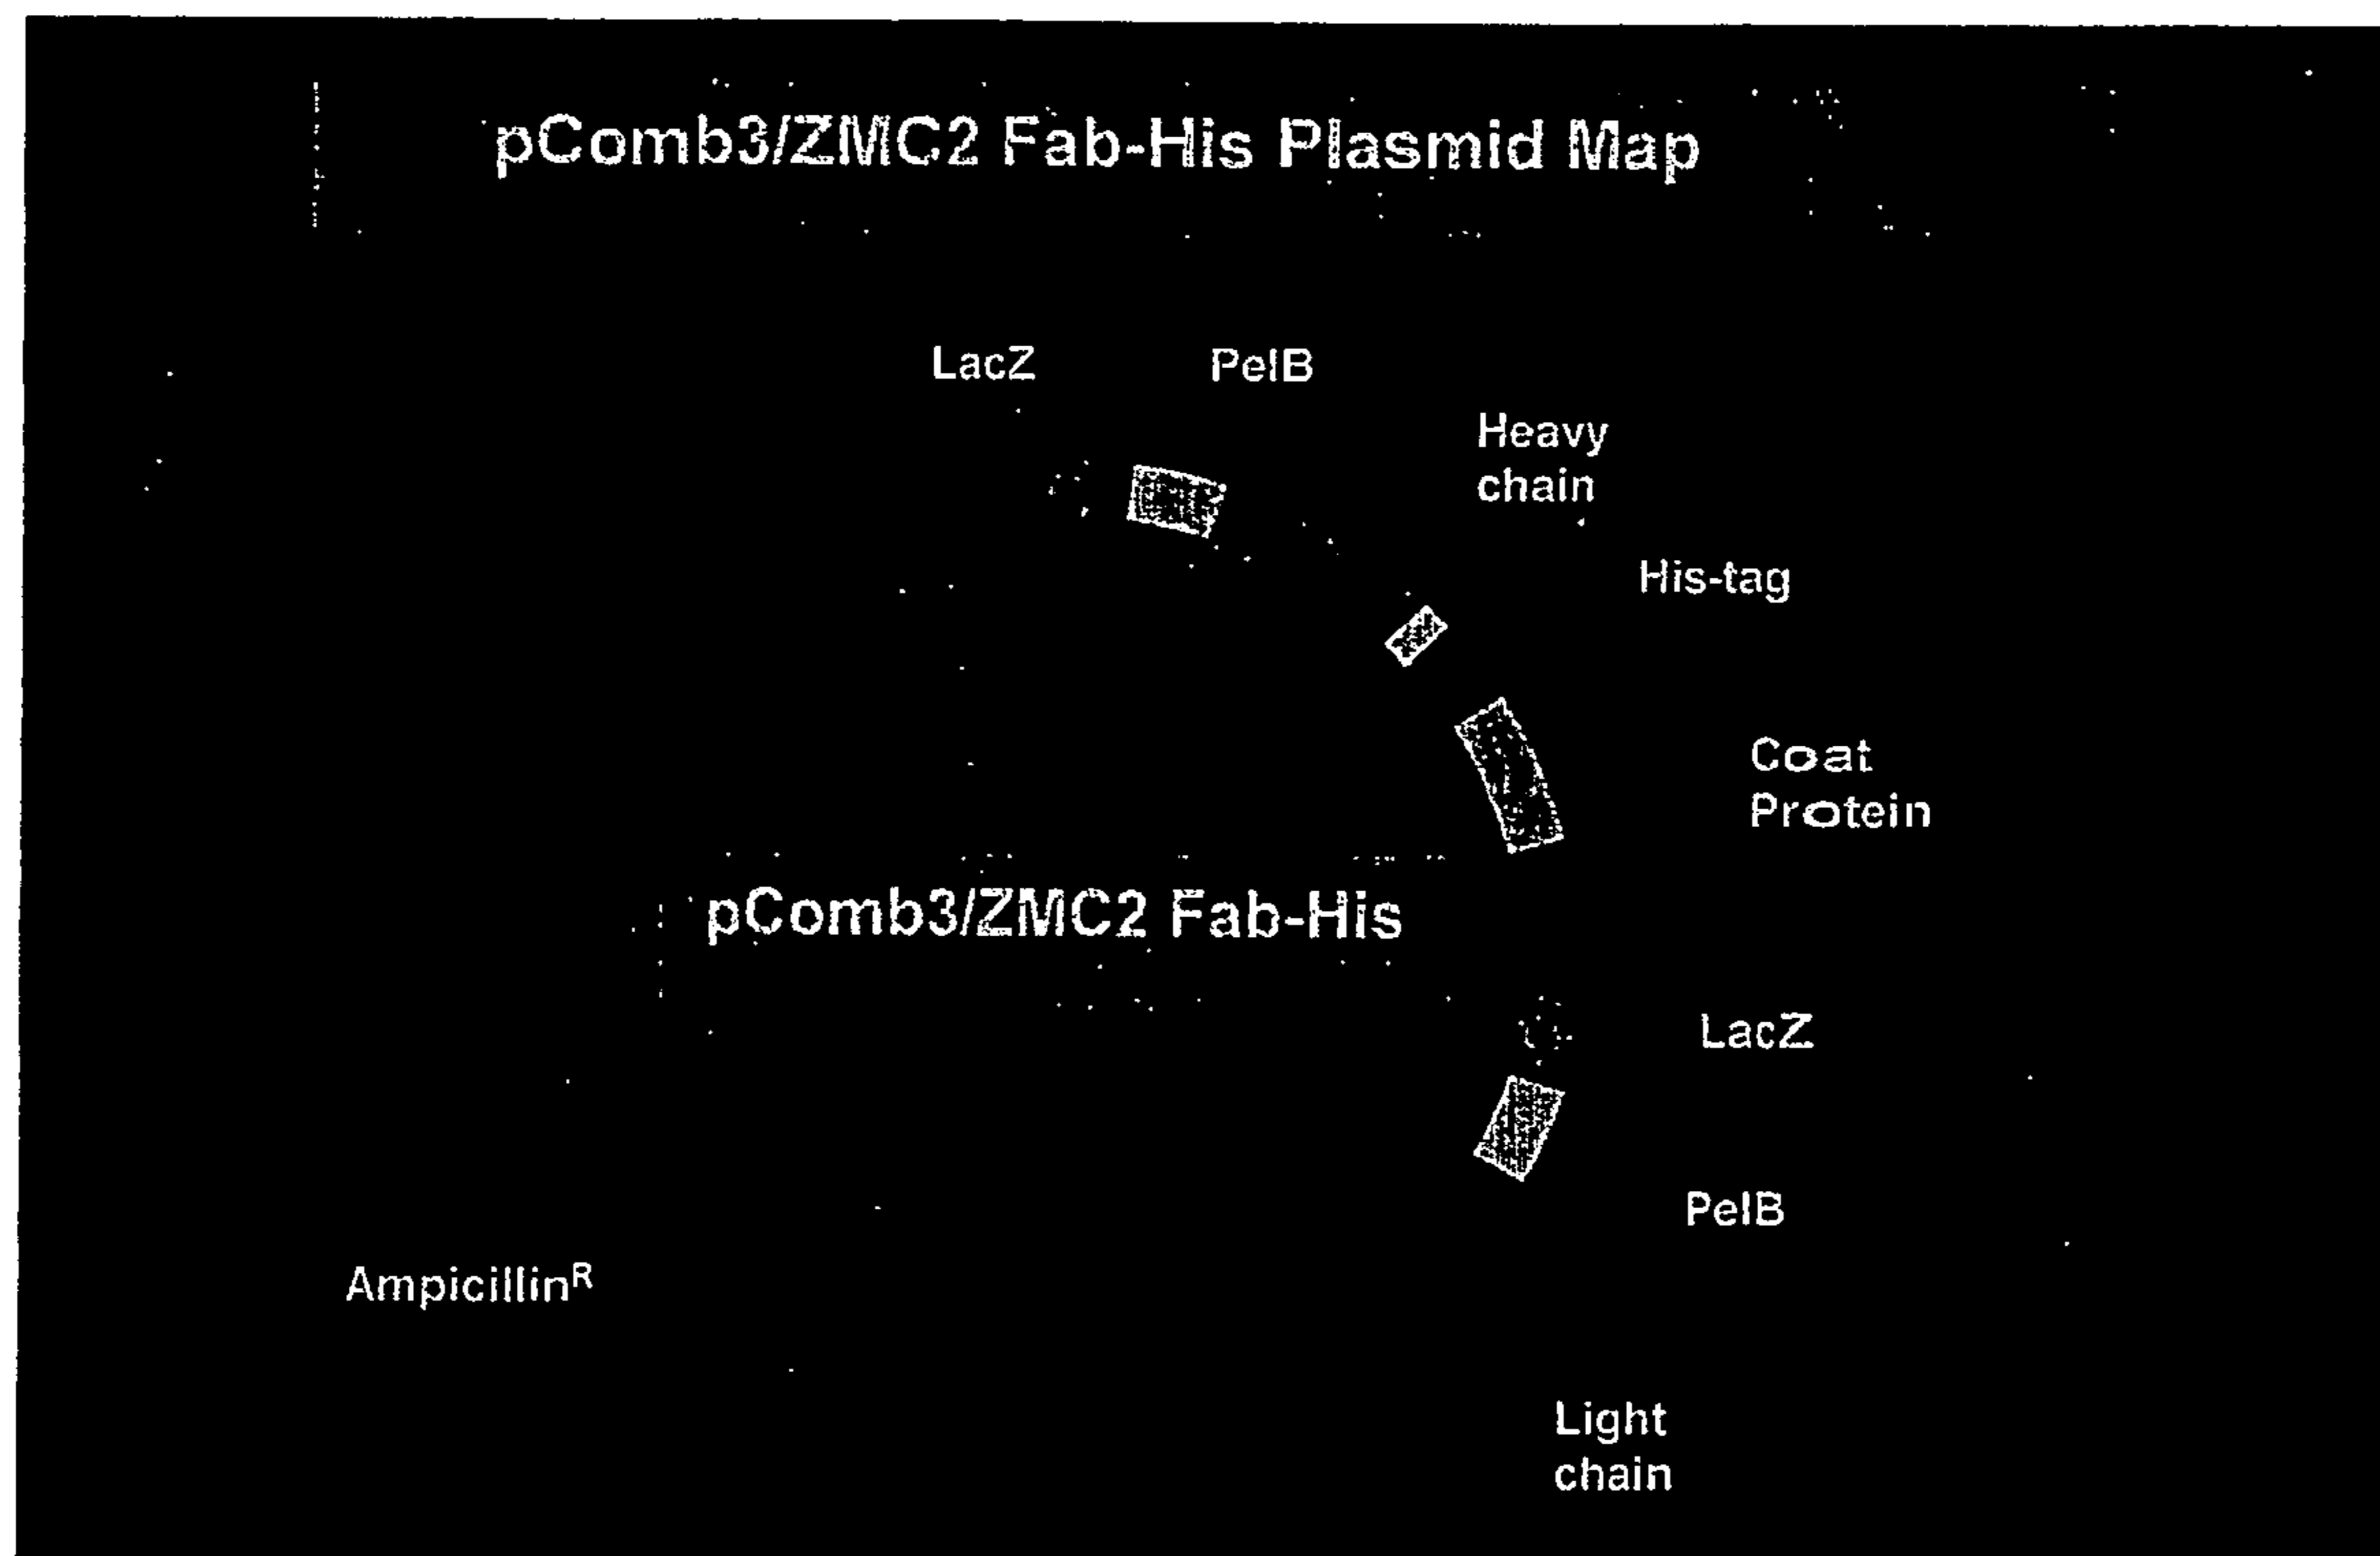 pComb3/ZMC2 Fab-His Plasmid Map
LacZ
PelB
Heavy
chain
His-tag
Coat
Protein
pComb3/ZMC2 Fab-His
LacZ
PelB
Ampicillinᴿ
Light
chain